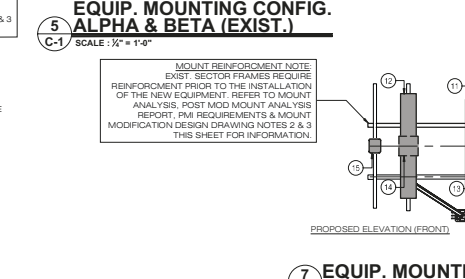 & 3
EQUIP. MOUNTING CONFIG.
5 ALPHA & BETA (EXIST.)
C-1 SCALE : ¼" = 1'-0"
MOUNT REINFORCMENT NOTE:
EXIST. SECTOR FRAMES REQUIRE
REINFORCMENT PRIOR TO THE INSTALLATION
OF THE NEW EQUIPMENT. REFER TO MOUNT
ANALYSIS, POST MOD MOUNT ANALYSIS
REPORT, PMI REQUIREMENTS & MOUNT
MODIFICATION DESIGN DRAWING NOTES 2 & 3
THIS SHEET FOR INFORMATION.
12
11
15
14
13
PROPOSED ELEVATION (FRONT)
7 EQUIP. MOUNTI